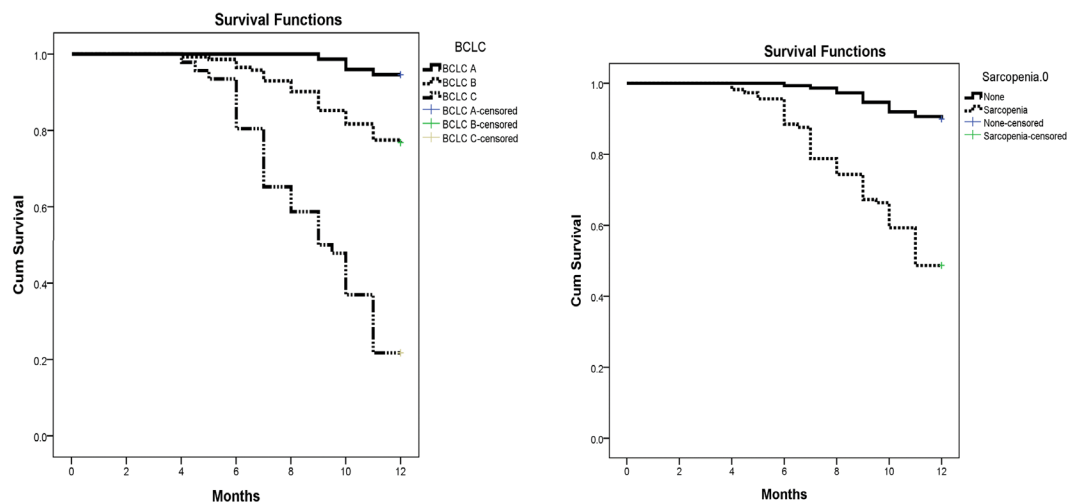 Survival Functions
Cum Survival
1.0
0.8
0.6
0.4
0.2
0.0
0 2 4 6 8 10 12
Months
BCLC
BCLC A
BCLC B
BCLC C
BCLC A-censored
BCLC B-censored
BCLC C-censored
Survival Functions
Cum Survival
1.0
0.8
0.6
0.4
0.2
0.0
0 2 4 6 8 10 12
Months
Sarcopenia.0
None
Sarcopenia
None-censored
Sarcopenia-censored